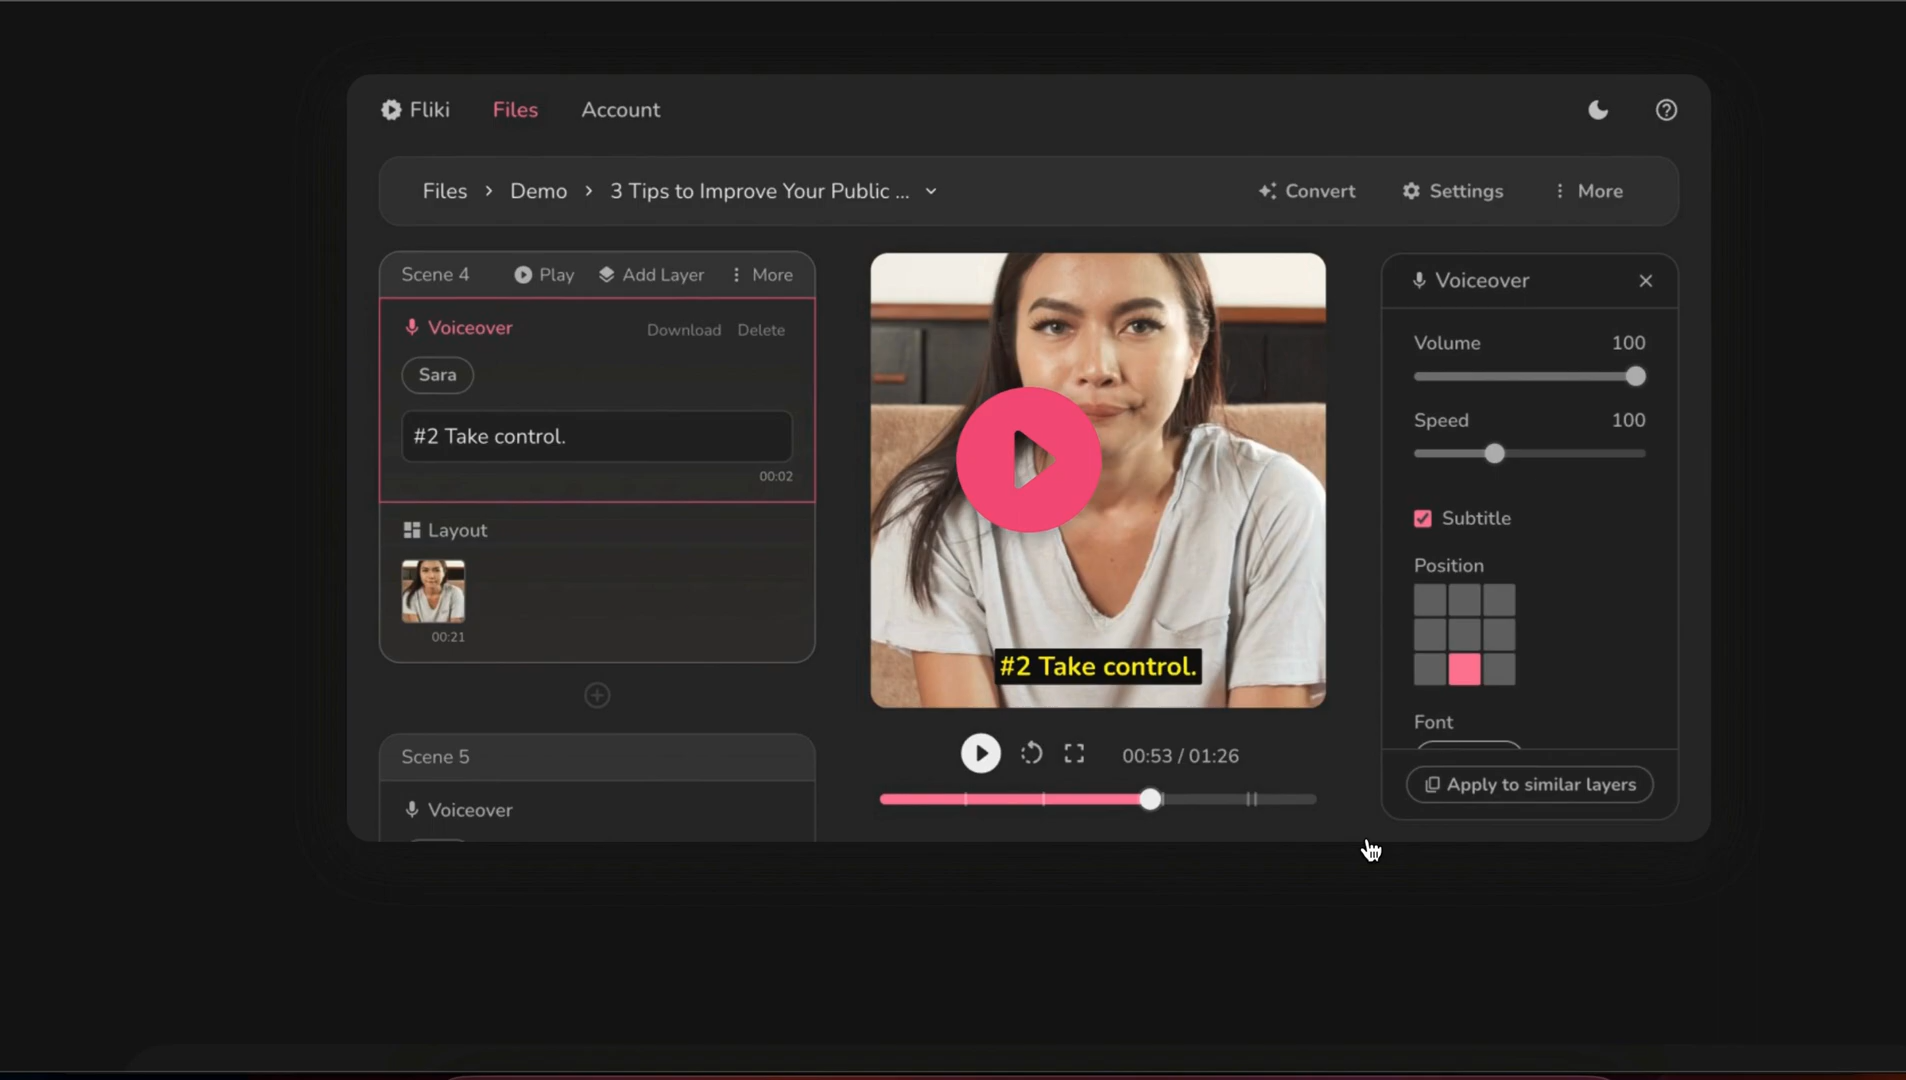 Fliki Files Account
Files > Demo > 3 Tips to Improve Your Public ...
Convert Settings More
Scene 4 Play Add Layer More
Voiceover Download Delete
Sara
#2 Take control.
00:02
Layout
00:21
Scene 5
Voiceover
#2 Take control.
00:53 / 01:26
Voiceover
Volume 100
Speed 100
Subtitle
Position
Font
Apply to similar layers